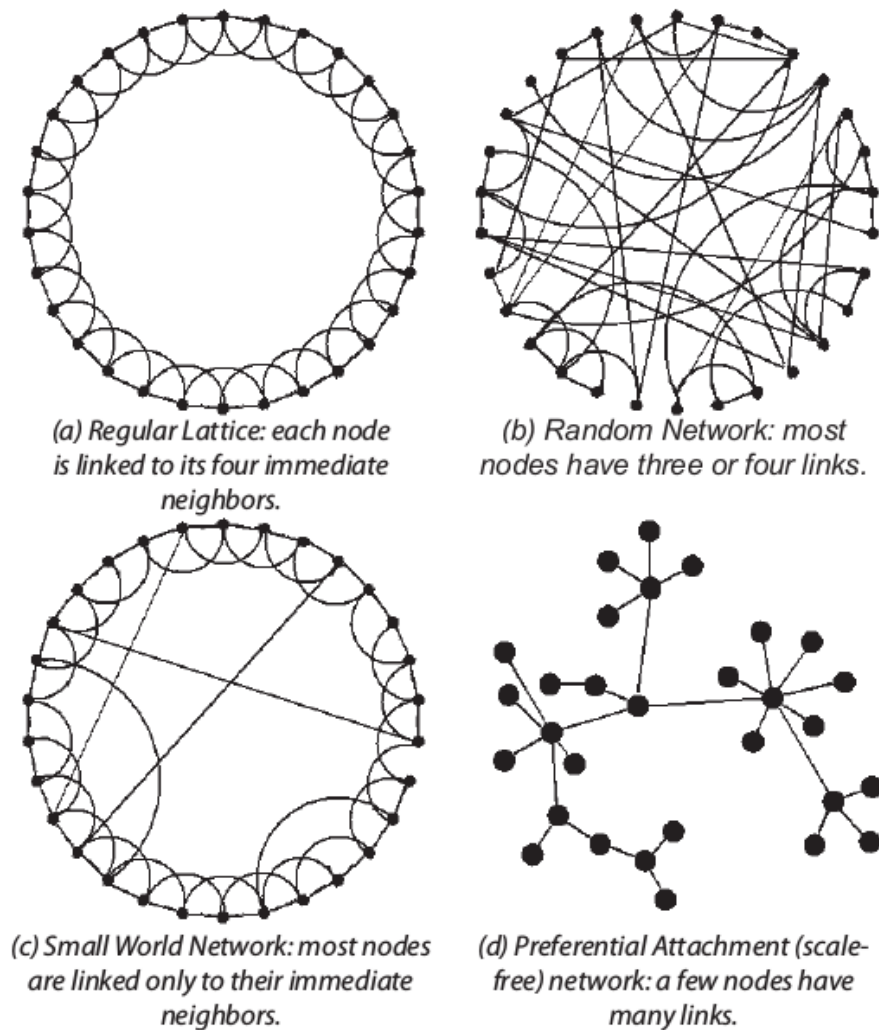 (a) Regular Lattice: each node
is linked to its four immediate
neighbors.
(b) Random Network: most
nodes have three or four links.
(c) Small World Network: most nodes
are linked only to their immediate
neighbors.
(d) Preferential Attachment (scale-
free) network: a few nodes have
many links.